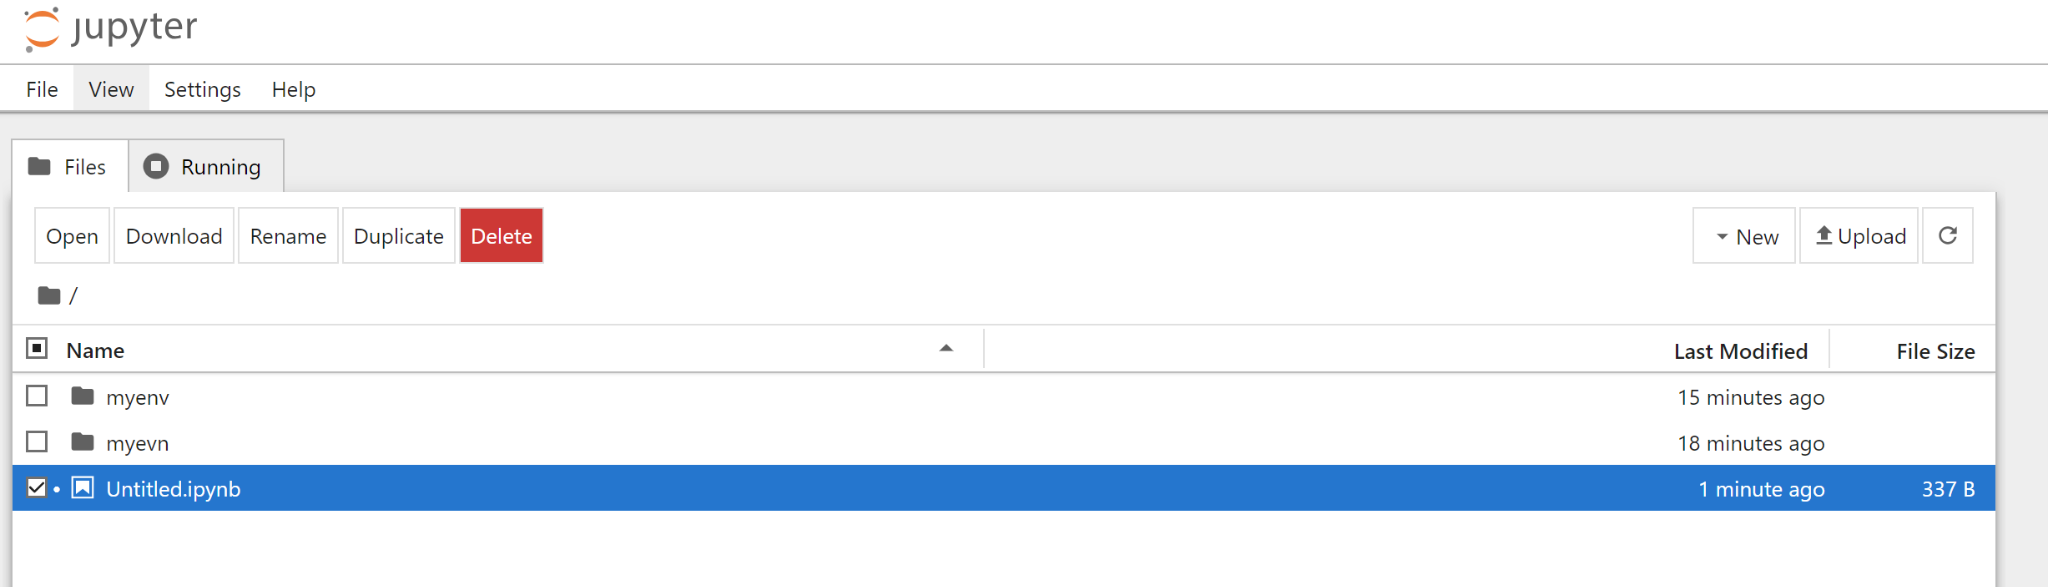 jupyter
File View Settings Help
Files Running
Open Download Rename Duplicate Delete New Upload
/
Name Last Modified File Size
myenv 15 minutes ago
myevn 18 minutes ago
Untitled.ipynb 1 minute ago 337 B